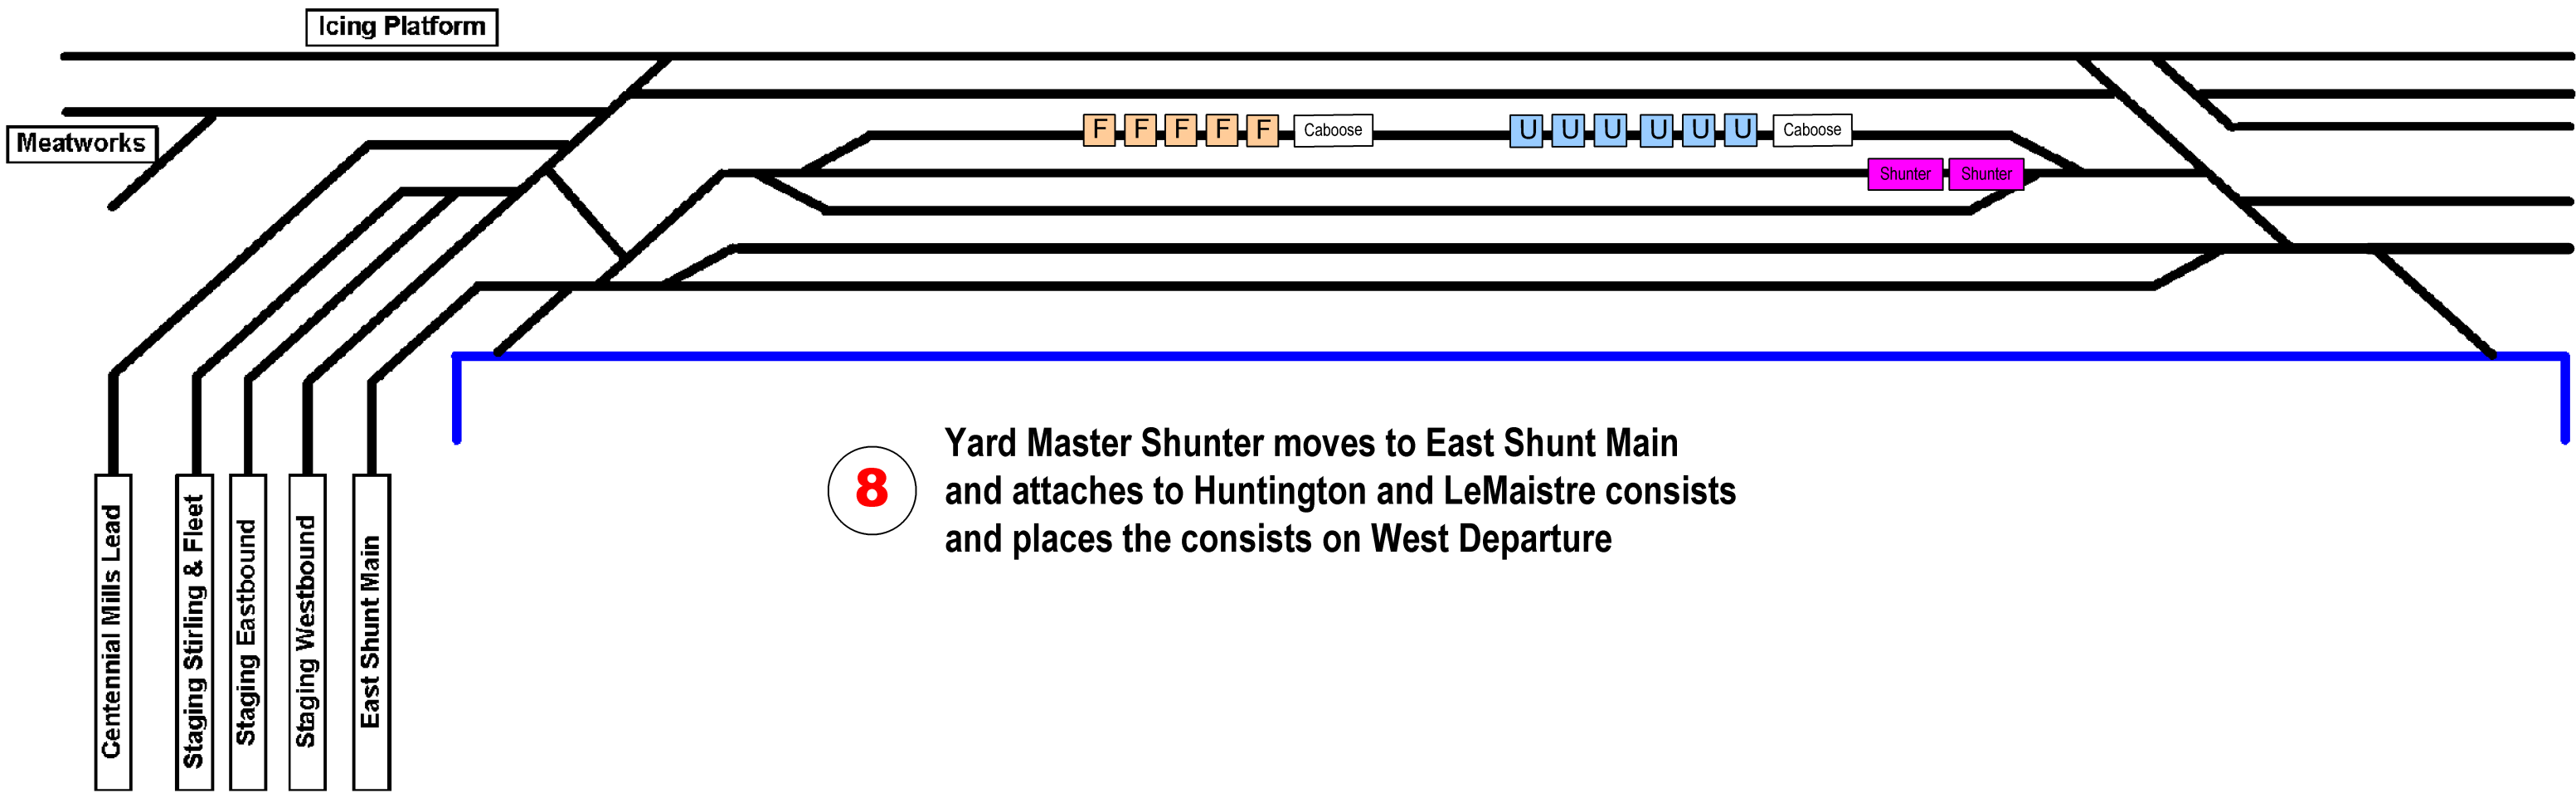 Icing Platform
Meatworks
F F F F F Caboose U U U U U U Caboose
Shunter Shunter
8
Yard Master Shunter moves to East Shunt Main
and attaches to Huntington and LeMaistre consists
and places the consists on West Departure
Centennial Mills Lead
Staging Stirling & Fleet
Staging Eastbound
Staging Westbound
East Shunt Main